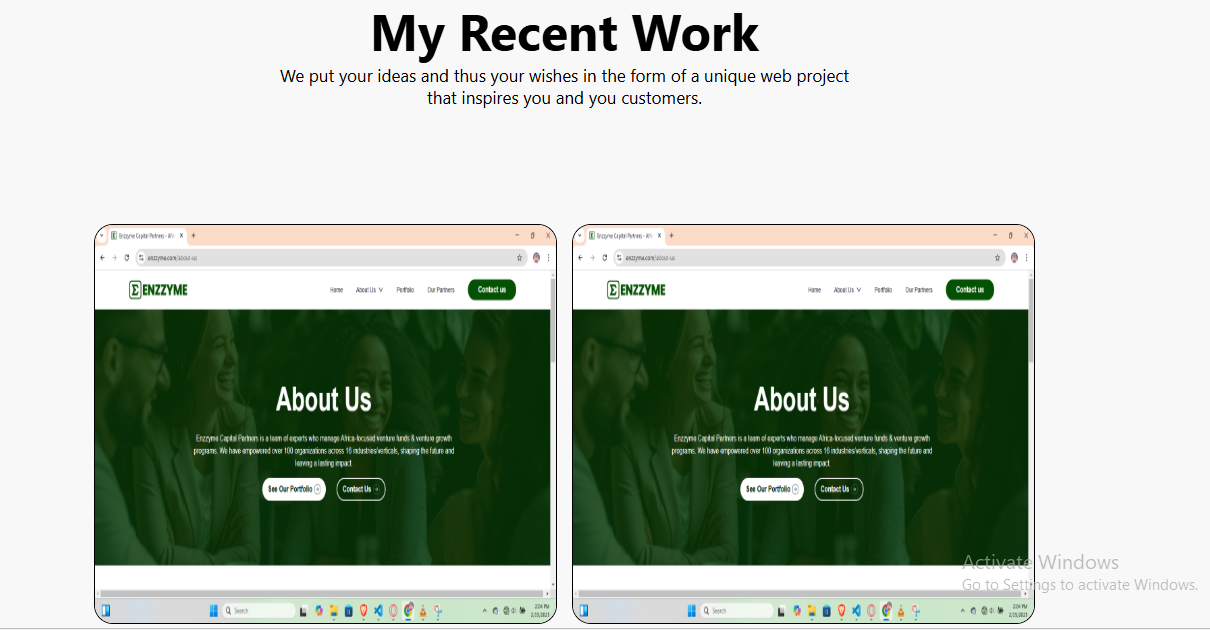 My Recent Work
We put your ideas and thus your wishes in the form of a unique web project
that inspires you and you customers.
Enzzyme Capital Partners - Afri
enzzyme.com/about-us
ENZZYME
Home About Us Portfolio Our Partners Contact us
About Us
Enzzyme Capital Partners is a team of experts who manage Africa-focused venture funds & venture growth
programs. We have empowered over 100 organizations across 16 industries/verticals, shaping the future and
leaving a lasting impact.
See Our Portfolio Contact Us
Search
2:04 PM
Enzzyme Capital Partners - Afri
enzzyme.com/about-us
ENZZYME
Home About Us Portfolio Our Partners Contact us
About Us
Enzzyme Capital Partners is a team of experts who manage Africa-focused venture funds & venture growth
programs. We have empowered over 100 organizations across 16 industries/verticals, shaping the future and
leaving a lasting impact.
See Our Portfolio Contact Us
Search
2:04 PM
Activate Windows
Go to Settings to activate Windows.